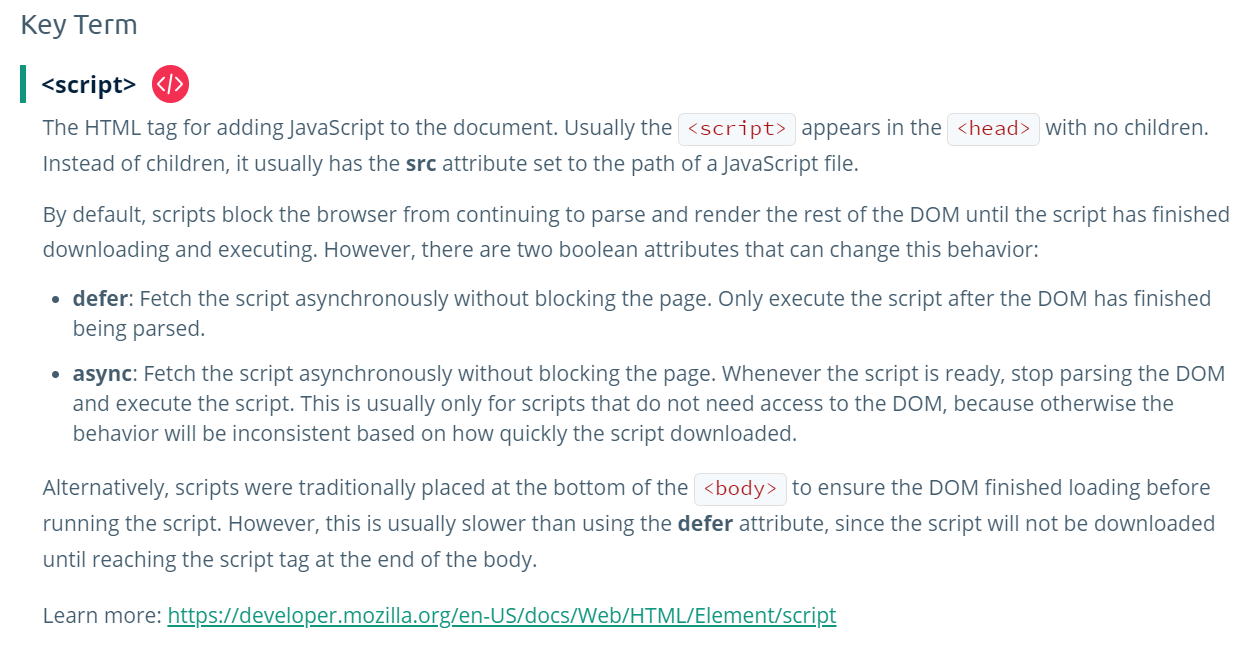 Key Term
<script> </>
The HTML tag for adding JavaScript to the document. Usually the <script> appears in the <head> with no children.
Instead of children, it usually has the src attribute set to the path of a JavaScript file.
By default, scripts block the browser from continuing to parse and render the rest of the DOM until the script has finished
downloading and executing. However, there are two boolean attributes that can change this behavior:
• defer: Fetch the script asynchronously without blocking the page. Only execute the script after the DOM has finished
being parsed.
• async: Fetch the script asynchronously without blocking the page. Whenever the script is ready, stop parsing the DOM
and execute the script. This is usually only for scripts that do not need access to the DOM, because otherwise the
behavior will be inconsistent based on how quickly the script downloaded.
Alternatively, scripts were traditionally placed at the bottom of the <body> to ensure the DOM finished loading before
running the script. However, this is usually slower than using the defer attribute, since the script will not be downloaded
until reaching the script tag at the end of the body.
Learn more: https://developer.mozilla.org/en-US/docs/Web/HTML/Element/script